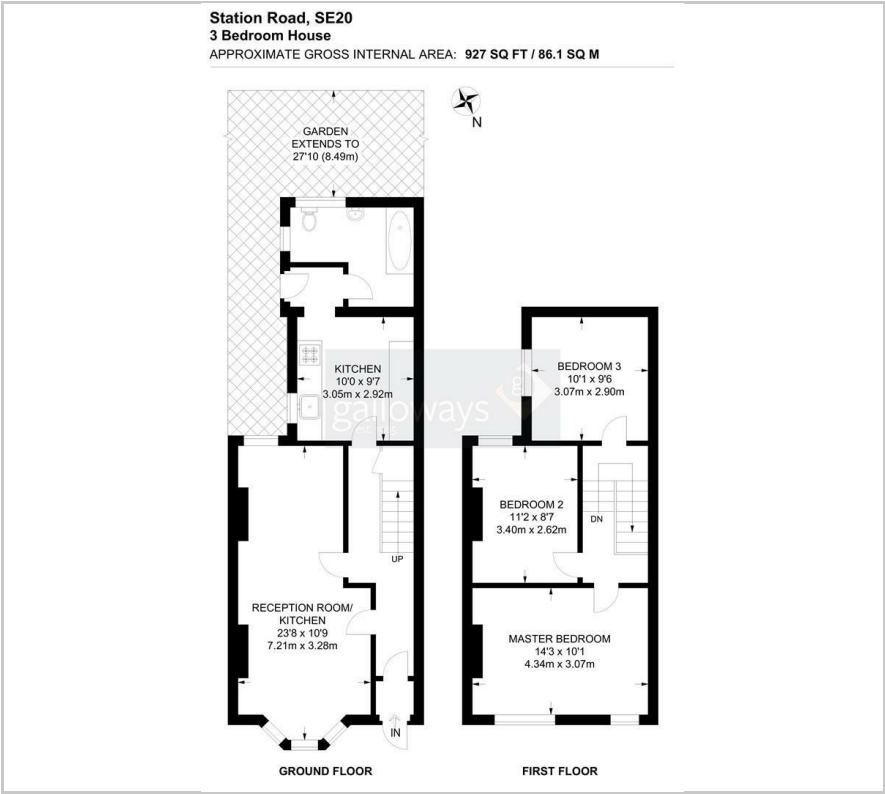 Station Road, SE20
3 Bedroom House
APPROXIMATE GROSS INTERNAL AREA: 927 SQ FT / 86.1 SQ M
N
GARDEN
EXTENDS TO
27'10 (8.49m)
KITCHEN
10'0 x 9'7
3.05m x 2.92m
galloways
UP
RECEPTION ROOM/
KITCHEN
23'8 x 10'9
7.21m x 3.28m
IN
GROUND FLOOR
BEDROOM 3
10'1 x 9'6
3.07m x 2.90m
BEDROOM 2
11'2 x 8'7
3.40m x 2.62m
DN
MASTER BEDROOM
14'3 x 10'1
4.34m x 3.07m
FIRST FLOOR